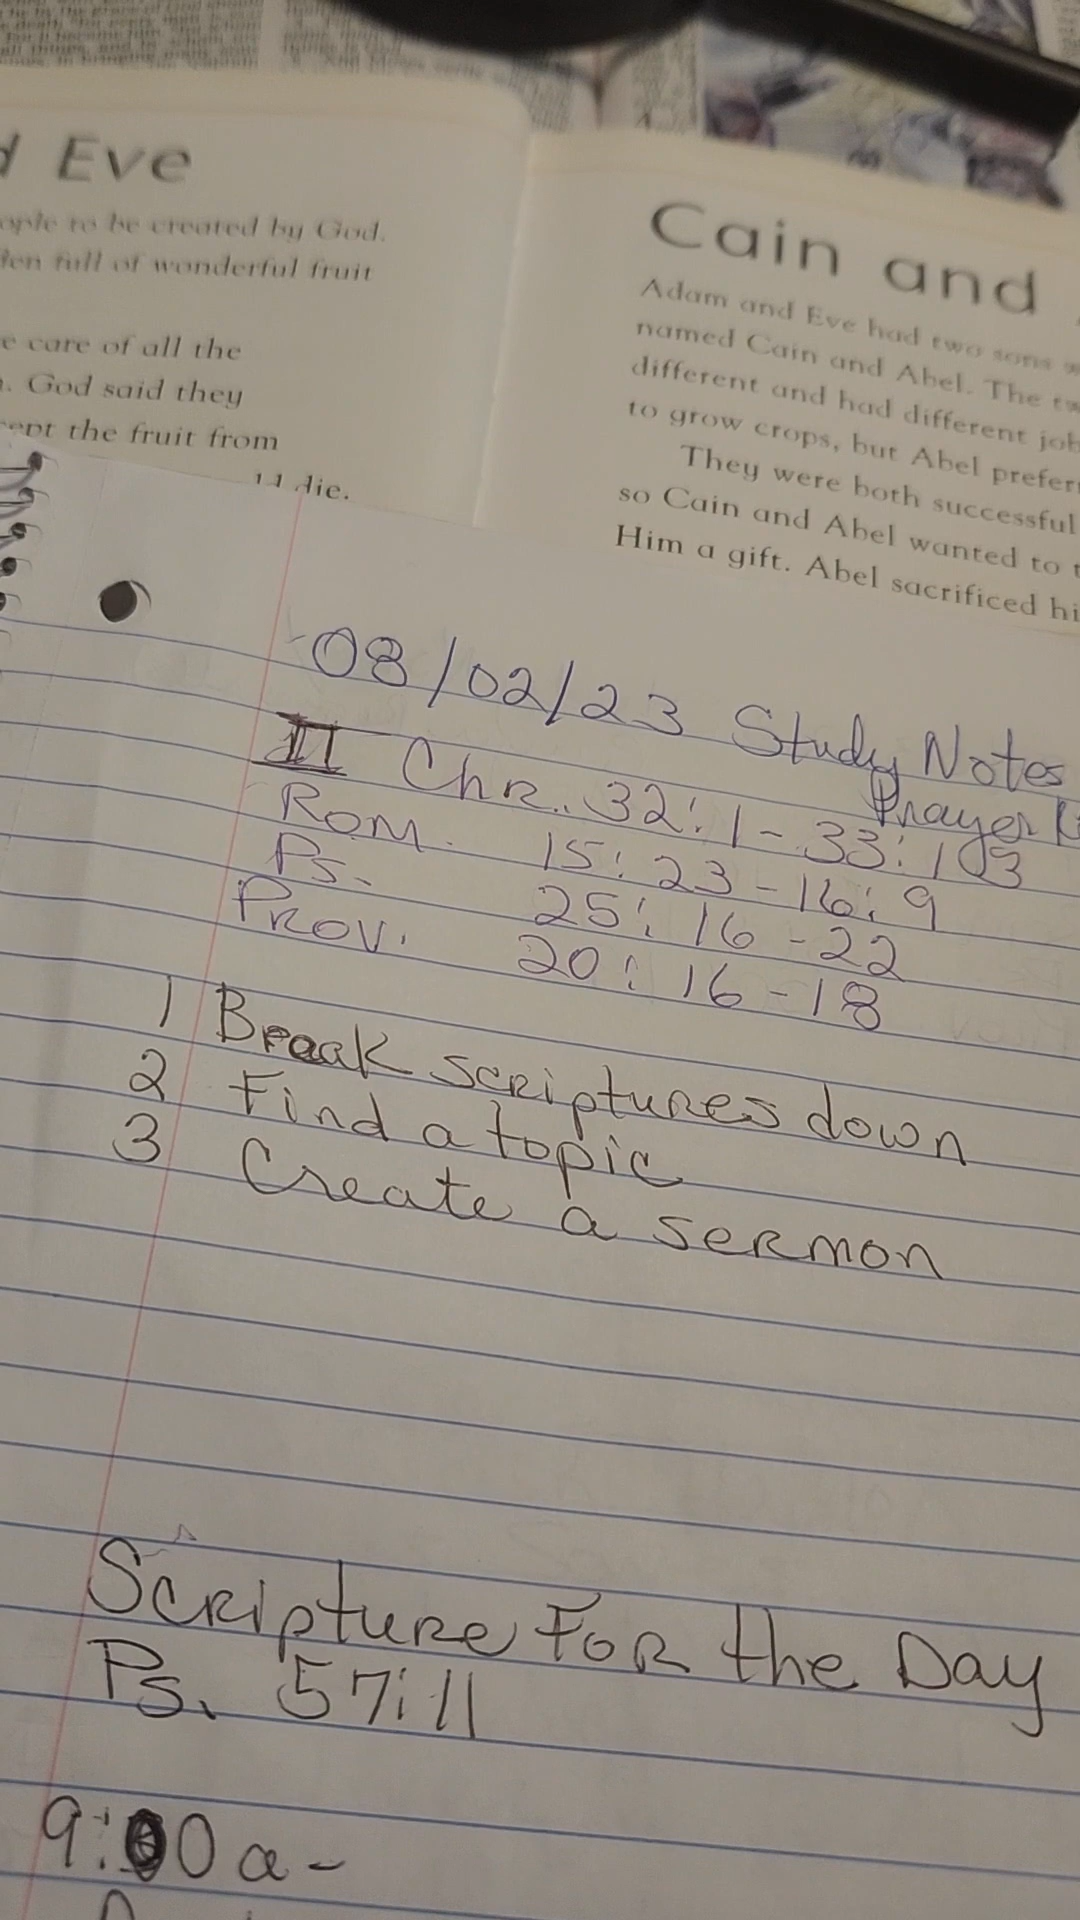 Eve
ople to be created by God.
den full of wonderful fruit
e care of all the
. God said they
cept the fruit from
die.
Cain and
Adam and Eve had two sons
named Cain and Abel. The
different and had different job
to grow crops, but Abel prefer
They were both successful
so Cain and Abel wanted to
Him a gift. Abel sacrificed hi
08/02/23 Study Notes
Prayer
II Chr. 32:1-33:13
Rom. 15:23-16:9
Ps. 25:16-22
Prov. 20:16-18
1 Break scriptures down
2 Find a topic
3 Create a sermon
Scripture For the Day
Ps. 57:11
9:00 a-